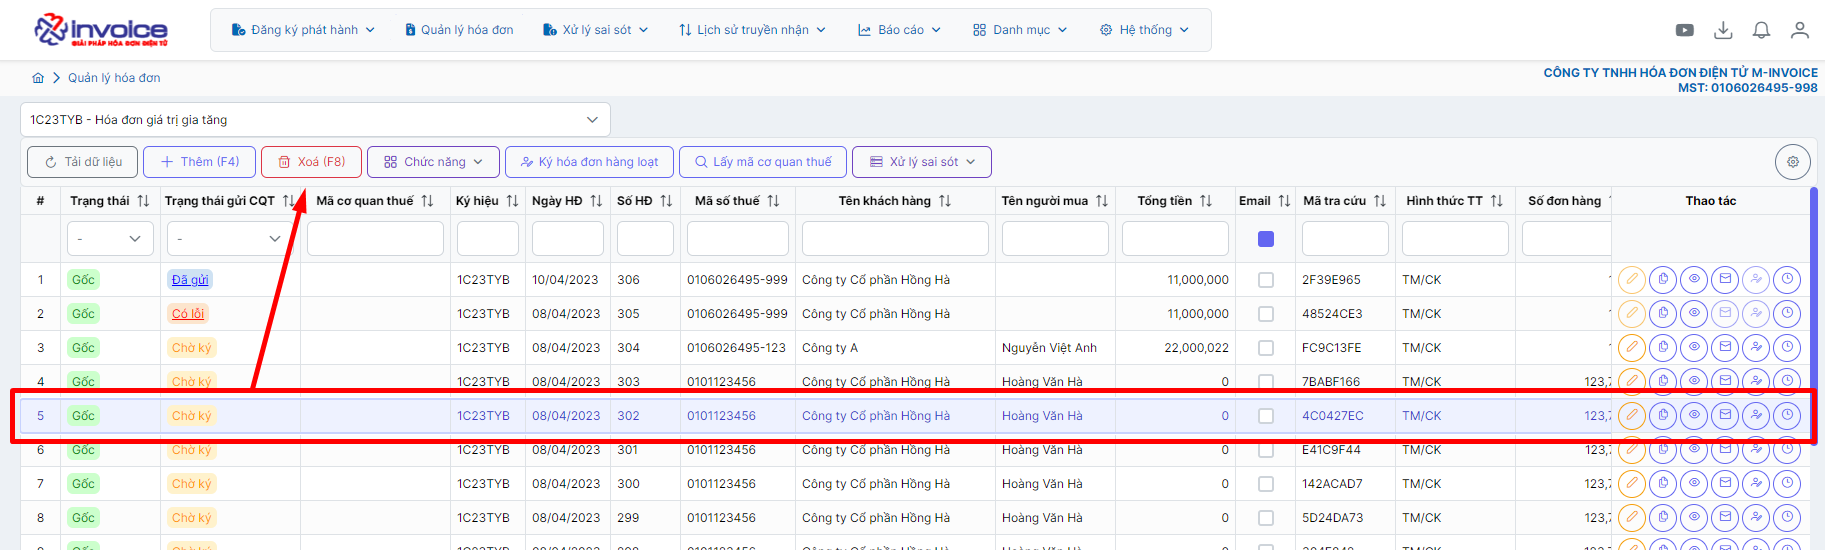 invoice
GIẢI PHÁP HÓA ĐƠN ĐIỆN TỬ
Đăng ký phát hành
Quản lý hóa đơn
Xử lý sai sót
Lịch sử truyền nhận
Báo cáo
Danh mục
Hệ thống
Quản lý hóa đơn
CÔNG TY TNHH HÓA ĐƠN ĐIỆN TỬ M-INVOICE
MST: 0106026495-998
1C23TYB - Hóa đơn giá trị gia tăng
Tải dữ liệu Thêm (F4) Xoá (F8) Chức năng Ký hóa đơn hàng loạt Lấy mã cơ quan thuế Xử lý sai sót
# Trạng thái Trạng thái gửi CQT Mã cơ quan thuế Ký hiệu Ngày HĐ Số HĐ Mã số thuế Tên khách hàng Tên người mua Tổng tiền Email Mã tra cứu Hình thức TT Số đơn hàng Thao tác
- -
1 Gốc Đã gửi 1C23TYB 10/04/2023 306 0106026495-999 Công ty Cổ phần Hồng Hà 11,000,000 2F39E965 TM/CK
2 Gốc Có lỗi 1C23TYB 08/04/2023 305 0106026495-999 Công ty Cổ phần Hồng Hà 11,000,000 48524CE3 TM/CK
3 Gốc Chờ ký 1C23TYB 08/04/2023 304 0106026495-123 Công ty A Nguyễn Việt Anh 22,000,022 FC9C13FE TM/CK
4 Gốc Chờ ký 1C23TYB 08/04/2023 303 0101123456 Công ty Cổ phần Hồng Hà Hoàng Văn Hà 0 7BABF166 TM/CK 123,7
5 Gốc Chờ ký 1C23TYB 08/04/2023 302 0101123456 Công ty Cổ phần Hồng Hà Hoàng Văn Hà 0 4C0427EC TM/CK 123,7
6 Gốc Chờ ký 1C23TYB 08/04/2023 301 0101123456 Công ty Cổ phần Hồng Hà Hoàng Văn Hà 0 E41C9F44 TM/CK 123,7
7 Gốc Chờ ký 1C23TYB 08/04/2023 300 0101123456 Công ty Cổ phần Hồng Hà Hoàng Văn Hà 0 142ACAD7 TM/CK 123,7
8 Gốc Chờ ký 1C23TYB 08/04/2023 299 0101123456 Công ty Cổ phần Hồng Hà Hoàng Văn Hà 0 5D24DA73 TM/CK 123,7